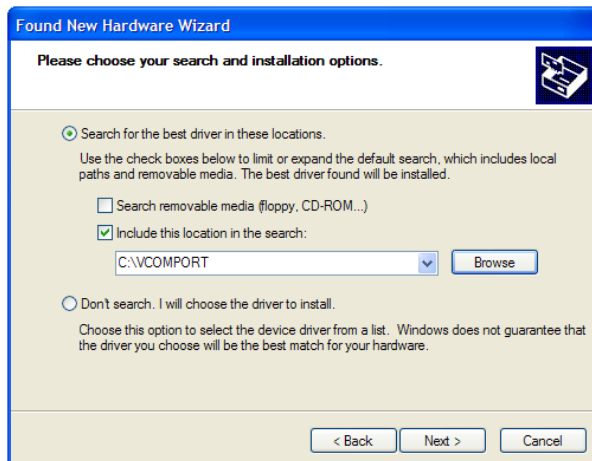 Found New Hardware Wizard
Please choose your search and installation options.
Search for the best driver in these locations.
Use the check boxes below to limit or expand the default search, which includes local
paths and removable media. The best driver found will be installed.
Search removable media (floppy, CD-ROM...)
Include this location in the search:
C:\VCOMPORT
Browse
Don't search. I will choose the driver to install.
Choose this option to select the device driver from a list. Windows does not guarantee that
the driver you choose will be the best match for your hardware.
< Back
Next >
Cancel